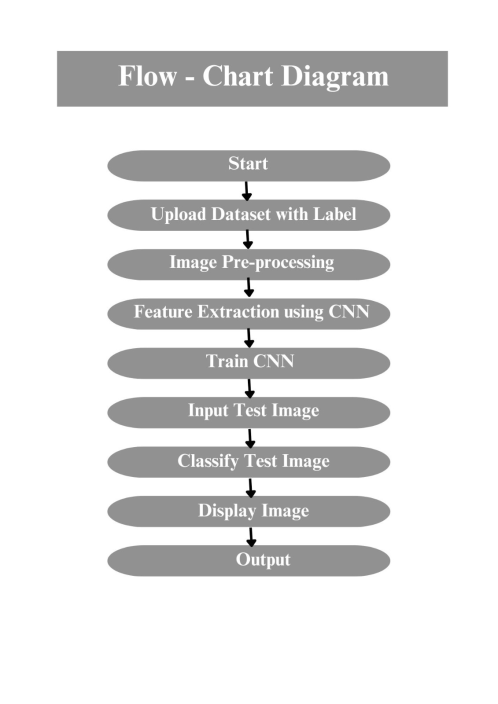 Flow - Chart Diagram
Start
Upload Dataset with Label
Image Pre-processing
Feature Extraction using CNN
Train CNN
Input Test Image
Classify Test Image
Display Image
Output